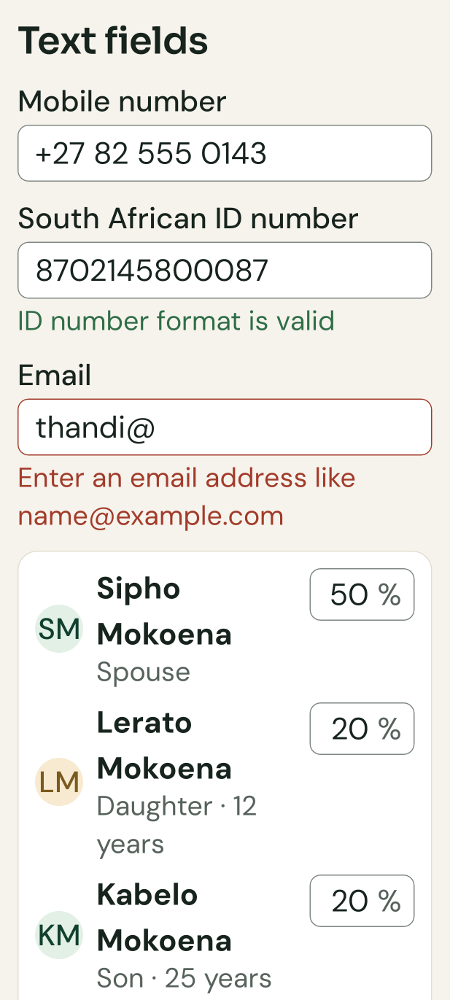 Text fields
Mobile number
+27 82 555 0143
South African ID number
8702145800087
ID number format is valid
Email
thandi@
Enter an email address like
name@example.com
SM
Sipho
Mokoena
Spouse
50 %
LM
Lerato
Mokoena
Daughter · 12
years
20 %
KM
Kabelo
Mokoena
Son · 25 years
20 %